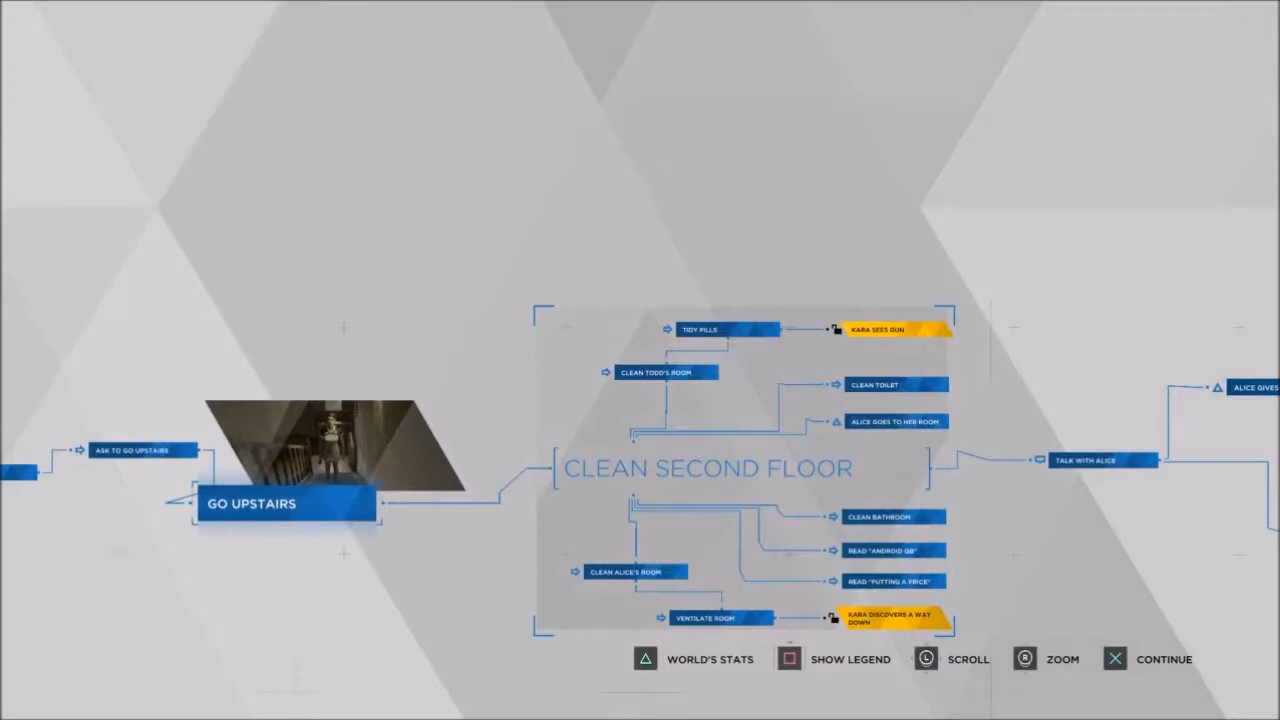 TIDY PILLS
KARA SEES GUN
CLEAN TODD'S ROOM
CLEAN TOILET
ALICE GIVES
ALICE GOES TO HER ROOM
ASK TO GO UPSTAIRS
CLEAN SECOND FLOOR
TALK WITH ALICE
GO UPSTAIRS
CLEAN BATHROOM
READ "ANDROID QB"
CLEAN ALICE'S ROOM
READ "PUTTING A PRICE"
VENTILATE ROOM
KARA DISCOVERS A WAY
DOWN
WORLD'S STATS
SHOW LEGEND
L
SCROLL
R
ZOOM
CONTINUE